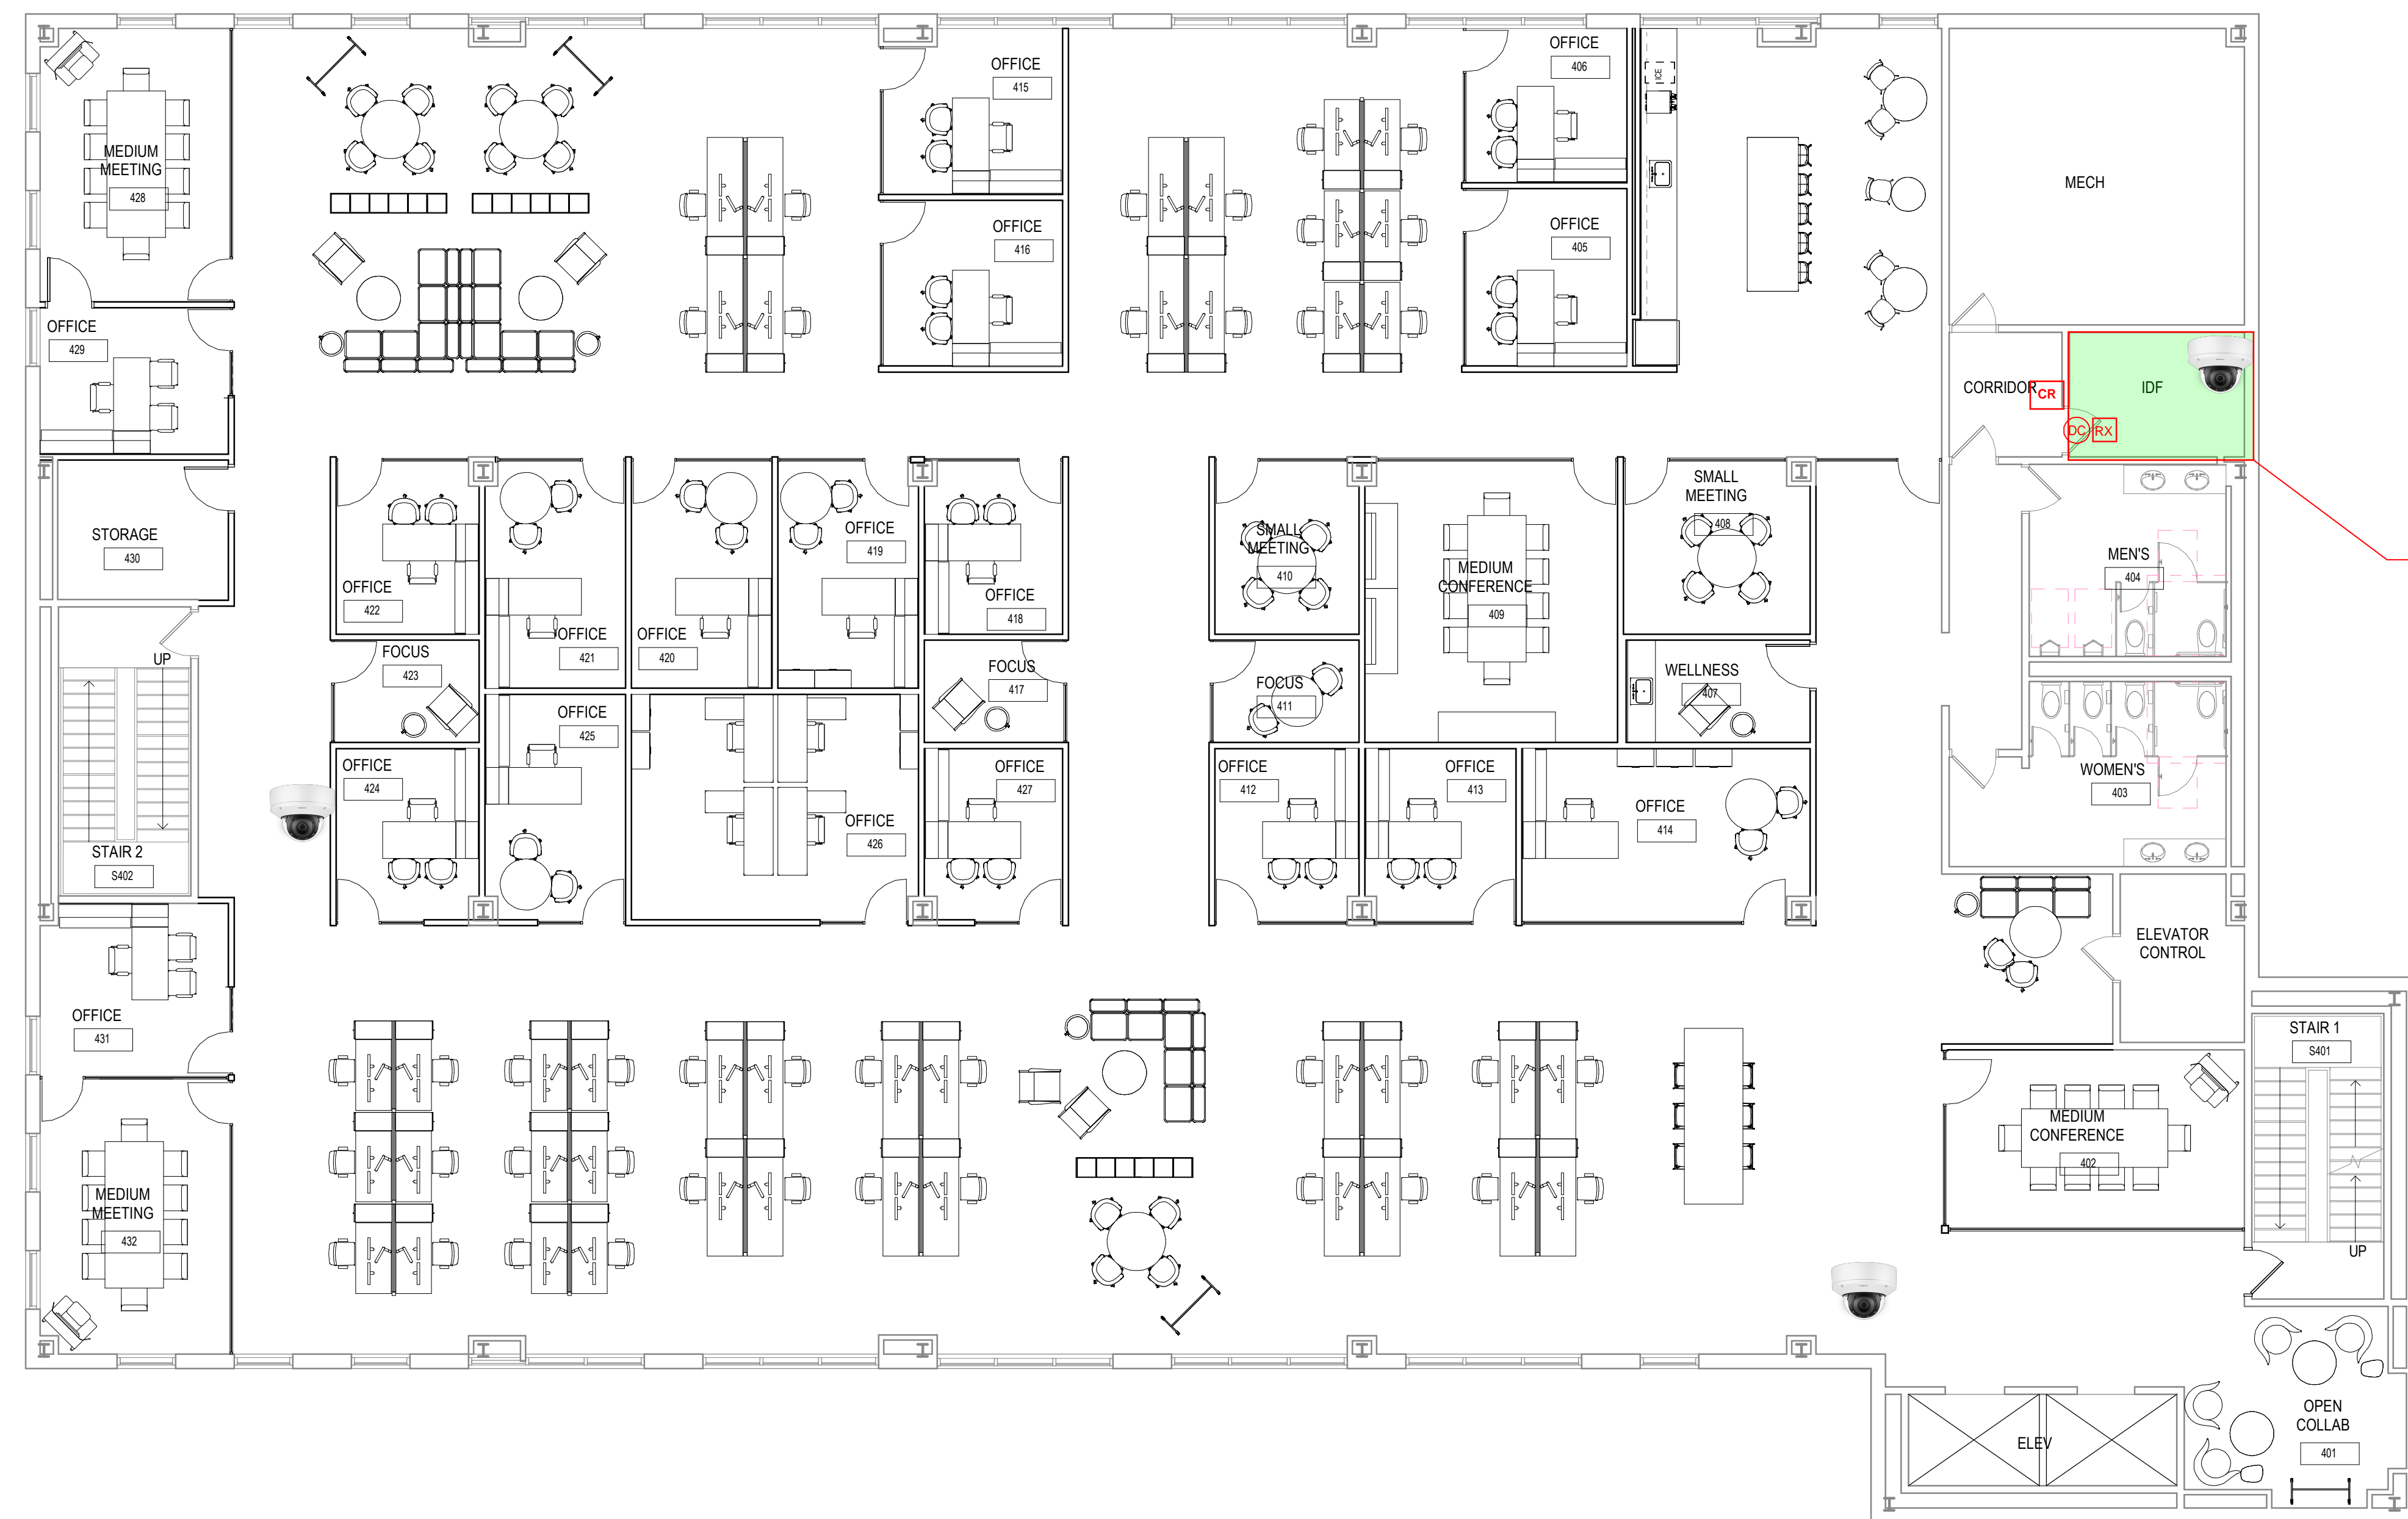 OFFICE
415
OFFICE
406
ICE
MEDIUM
MEETING
428
MECH
OFFICE
416
OFFICE
405
OFFICE
429
CORRIDOR
CR
IDF
DC
RX
STORAGE
430
OFFICE
422
OFFICE
421
OFFICE
420
OFFICE
419
OFFICE
418
SMALL
MEETING
410
MEDIUM
CONFERENCE
409
SMALL
MEETING
408
MEN'S
404
UP
FOCUS
423
FOCUS
417
FOCUS
411
WELLNESS
407
OFFICE
425
OFFICE
424
OFFICE
426
OFFICE
427
OFFICE
412
OFFICE
413
OFFICE
414
WOMEN'S
403
STAIR 2
S402
ELEVATOR
CONTROL
OFFICE
431
STAIR 1
S401
MEDIUM
CONFERENCE
402
MEDIUM
MEETING
432
UP
OPEN
COLLAB
401
ELEV